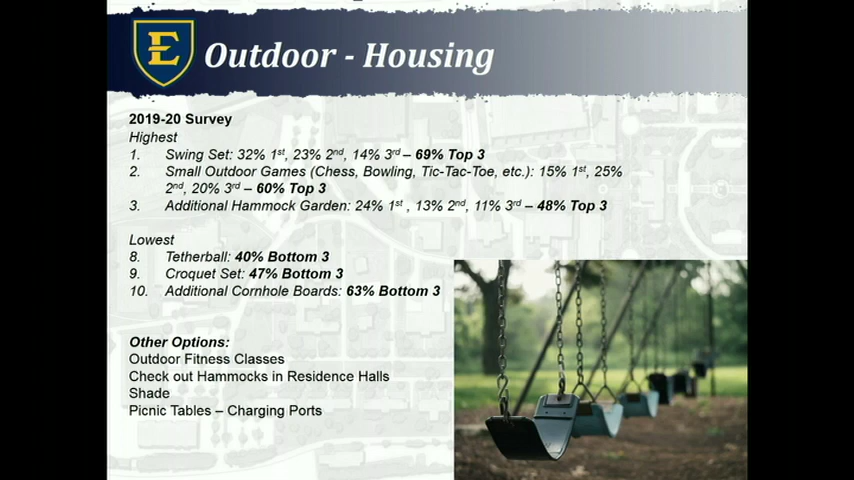 E
Outdoor - Housing
2019-20 Survey
Highest
1. Swing Set: 32% 1st, 23% 2nd, 14% 3rd – 69% Top 3
2. Small Outdoor Games (Chess, Bowling, Tic-Tac-Toe, etc.): 15% 1st, 25%
2nd, 20% 3rd – 60% Top 3
3. Additional Hammock Garden: 24% 1st , 13% 2nd, 11% 3rd – 48% Top 3
Lowest
8. Tetherball: 40% Bottom 3
9. Croquet Set: 47% Bottom 3
10. Additional Cornhole Boards: 63% Bottom 3
Other Options:
Outdoor Fitness Classes
Check out Hammocks in Residence Halls
Shade
Picnic Tables – Charging Ports